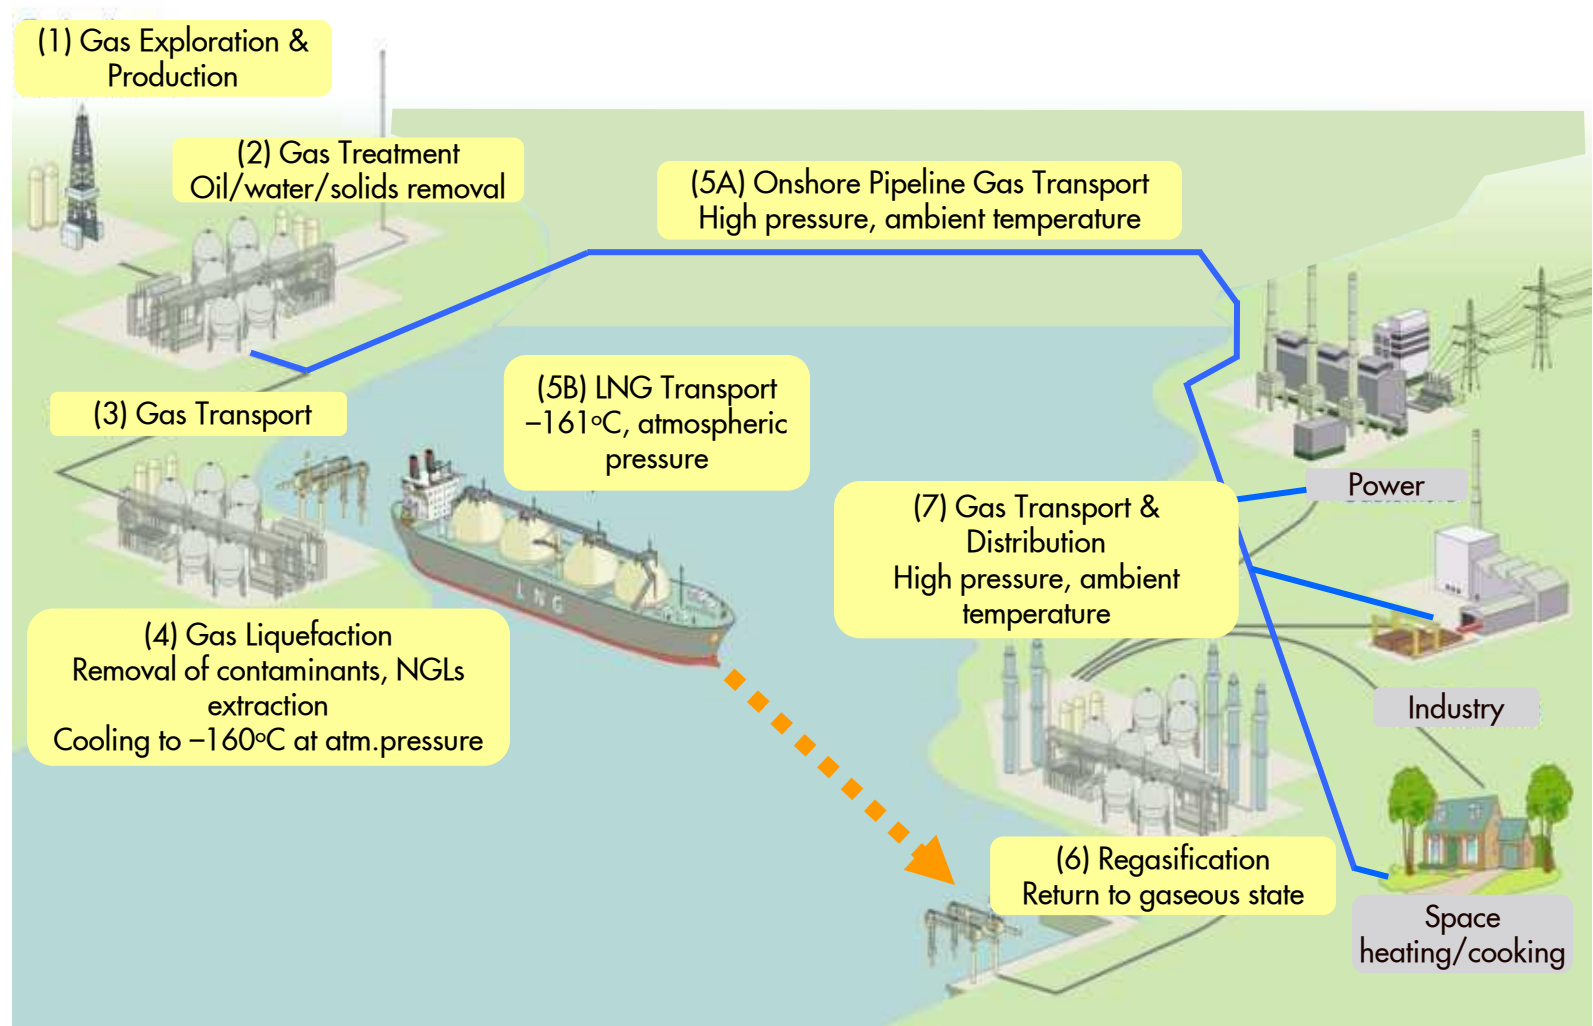 (1) Gas Exploration &
Production
(2) Gas Treatment
Oil/water/solids removal
(5A) Onshore Pipeline Gas Transport
High pressure, ambient temperature
(3) Gas Transport
(5B) LNG Transport
–161ºC, atmospheric
pressure
LNG
(4) Gas Liquefaction
Removal of contaminants, NGLs
extraction
Cooling to –160ºC at atm.pressure
(7) Gas Transport &
Distribution
High pressure, ambient
temperature
Power
Industry
(6) Regasification
Return to gaseous state
Space
heating/cooking